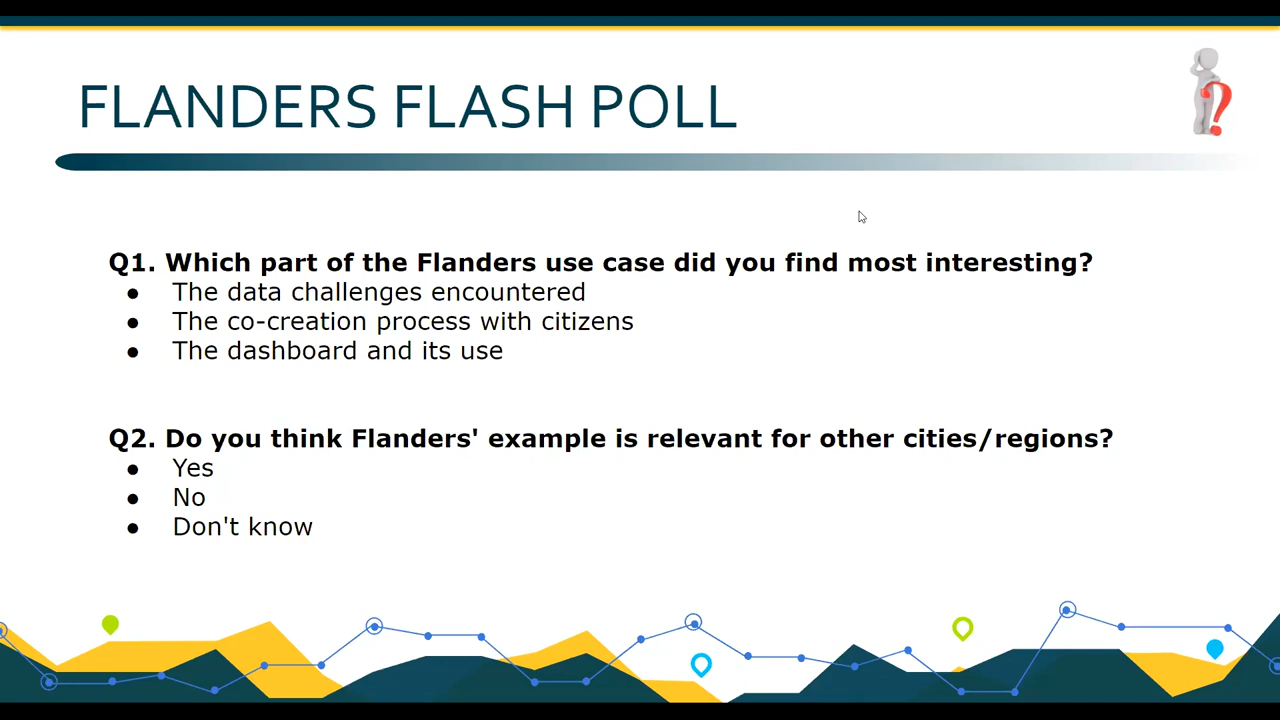 FLANDERS FLASH POLL
Q1. Which part of the Flanders use case did you find most interesting?
● The data challenges encountered
● The co-creation process with citizens
● The dashboard and its use
Q2. Do you think Flanders' example is relevant for other cities/regions?
● Yes
● No
● Don't know